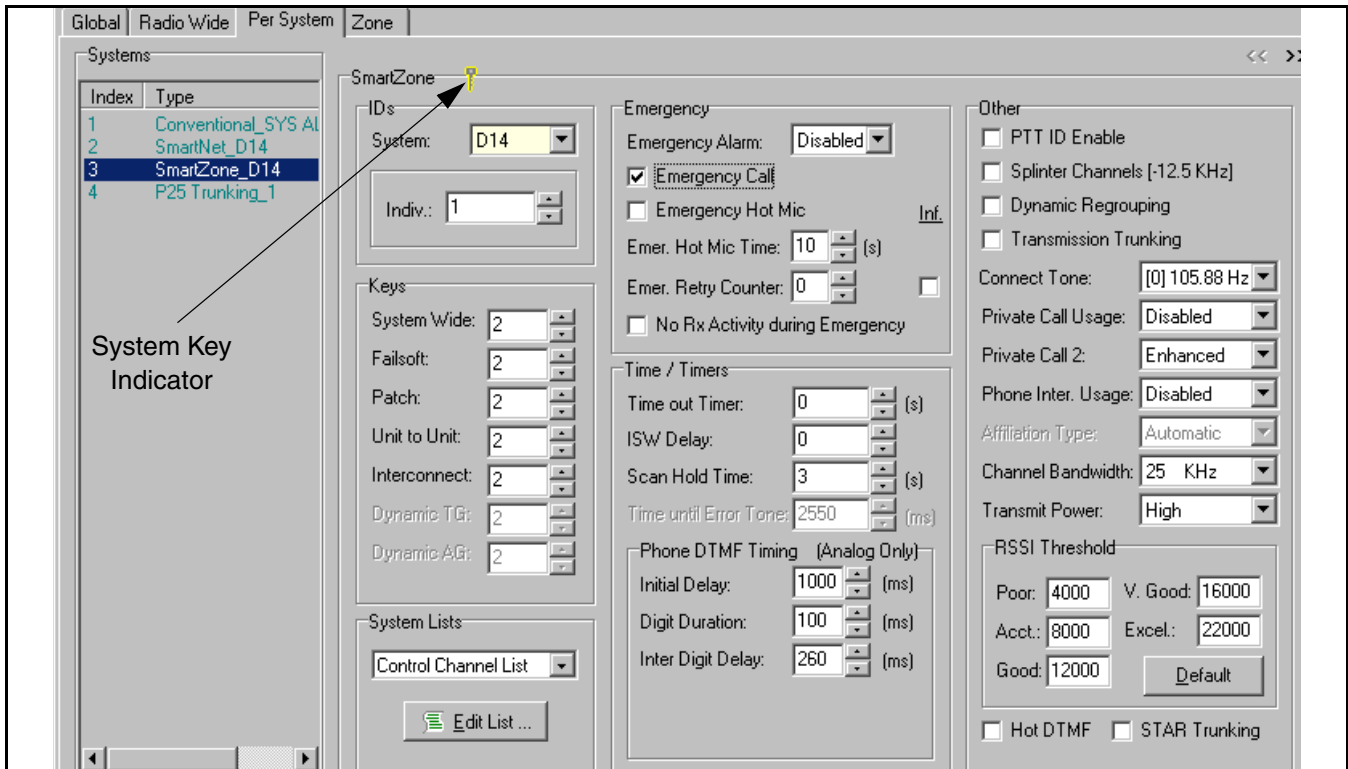 Global Radio Wide Per System Zone
Systems
<< >>
Index Type
1 Conventional_SYS Al
2 SmartNet_D14
3 SmartZone_D14
4 P25 Trunking_1
System Key
Indicator
SmartZone
IDs
System: D14
Indiv.: 1
Keys
System Wide: 2
Failsoft: 2
Patch: 2
Unit to Unit: 2
Interconnect: 2
Dynamic TG: 2
Dynamic AG: 2
System Lists
Control Channel List
Edit List ...
Emergency
Emergency Alarm: Disabled
Emergency Call
Emergency Hot Mic Inf.
Emer. Hot Mic Time: 10 (s)
Emer. Retry Counter: 0
No Rx Activity during Emergency
Time / Timers
Time out Timer: 0 (s)
ISW Delay: 0
Scan Hold Time: 3 (s)
Time until Error Tone: 2550 (ms)
Phone DTMF Timing (Analog Only)
Initial Delay: 1000 (ms)
Digit Duration: 100 (ms)
Inter Digit Delay: 260 (ms)
Other
PTT ID Enable
Splinter Channels [-12.5 KHz]
Dynamic Regrouping
Transmission Trunking
Connect Tone: [0] 105.88 Hz
Private Call Usage: Disabled
Private Call 2: Enhanced
Phone Inter. Usage: Disabled
Affiliation Type: Automatic
Channel Bandwidth: 25 KHz
Transmit Power: High
RSSI Threshold
Poor: 4000 V. Good: 16000
Acct.: 8000 Excel.: 22000
Good: 12000 Default
Hot DTMF STAR Trunking